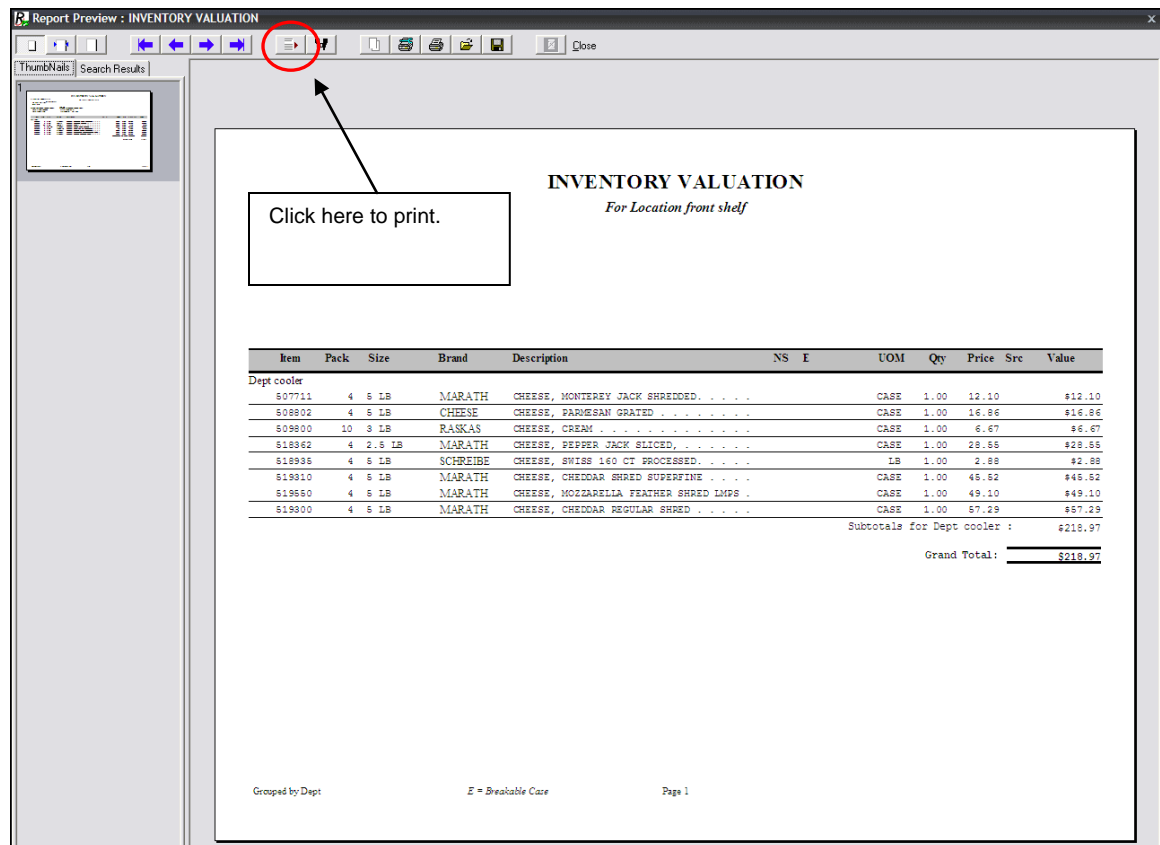 Report Preview : INVENTORY VALUATION
x
Close
ThumbNails Search Results
1
INVENTORY VALUATION
For Location front shelf
Click here to print.
Item Pack Size Brand Description NS E UOM Qty Price Src Value
Dept cooler
507711 4 5 LB MARATH CHEESE, MONTEREY JACK SHREDDED. . . . . CASE 1.00 12.10 $12.10
508802 4 5 LB CHEESE CHEESE, PARMESAN GRATED . . . . . . . . CASE 1.00 16.86 $16.86
509800 10 3 LB RASKAS CHEESE, CREAM . . . . . . . . . . . . . CASE 1.00 6.67 $6.67
518362 4 2.5 LB MARATH CHEESE, PEPPER JACK SLICED, . . . . . . CASE 1.00 28.55 $28.55
518935 4 5 LB SCHREIBE CHEESE, SWISS 160 CT PROCESSED. . . . . LB 1.00 2.88 $2.88
519310 4 5 LB MARATH CHEESE, CHEDDAR SHRED SUPERFINE . . . . CASE 1.00 45.52 $45.52
519550 4 5 LB MARATH CHEESE, MOZZARELLA FEATHER SHRED LMPS . CASE 1.00 49.10 $49.10
519300 4 5 LB MARATH CHEESE, CHEDDAR REGULAR SHRED . . . . . CASE 1.00 57.29 $57.29
Subtotals for Dept cooler : $218.97
Grand Total: $218.97
Grouped by Dept E = Breakable Case Page 1